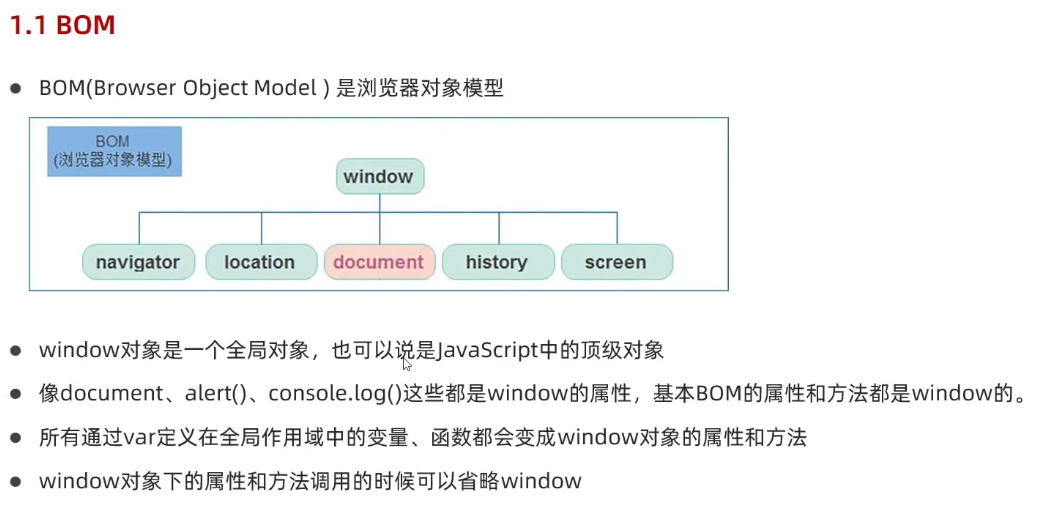 1.1 BOM
● BOM(Browser Object Model ) 是浏览器对象模型
BOM
(浏览器对象模型)
window
navigator location document history screen
● window对象是一个全局对象，也可以说是JavaScript中的顶级对象
● 像document、alert()、console.log()这些都是window的属性，基本BOM的属性和方法都是window的。
● 所有通过var定义在全局作用域中的变量、函数都会变成window对象的属性和方法
● window对象下的属性和方法调用的时候可以省略window